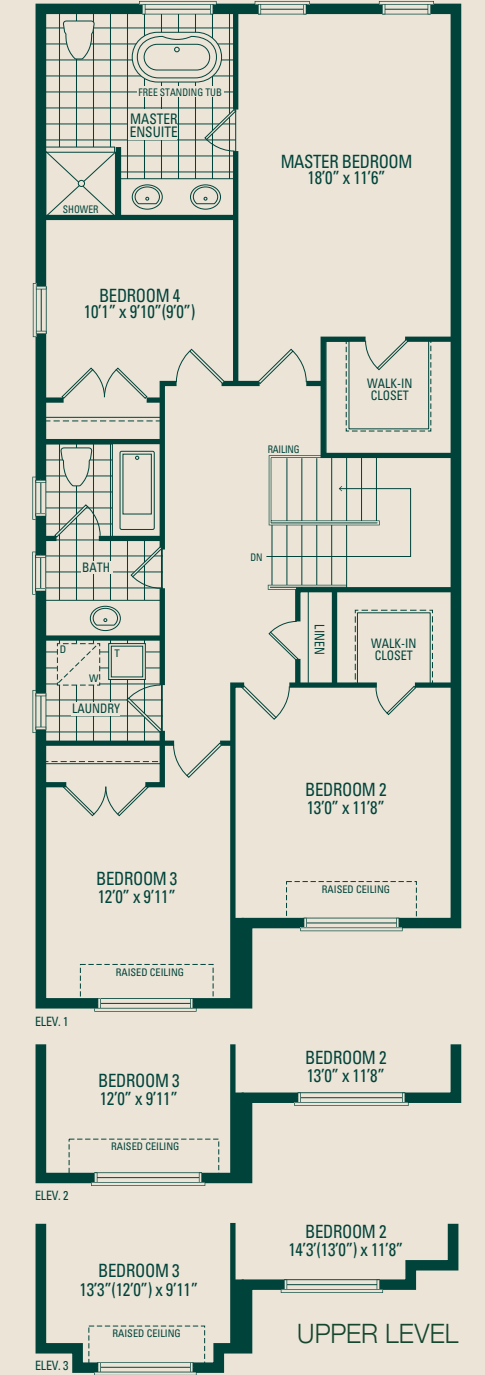 FREE STANDING TUB
MASTER
ENSUITE
MASTER BEDROOM
18'0" x 11'6"
SHOWER
BEDROOM 4
10'1" x 9'10"(9'0")
WALK-IN
CLOSET
RAILING
DN
BATH
LINEN
WALK-IN
CLOSET
D
W
T
LAUNDRY
BEDROOM 2
13'0" x 11'8"
BEDROOM 3
12'0" x 9'11"
RAISED CEILING
RAISED CEILING
ELEV. 1
BEDROOM 2
13'0" x 11'8"
BEDROOM 3
12'0" x 9'11"
RAISED CEILING
ELEV. 2
BEDROOM 2
14'3'(13'0") x 11'8"
BEDROOM 3
13'3"(12'0") x 9'11"
RAISED CEILING
UPPER LEVEL
ELEV. 3